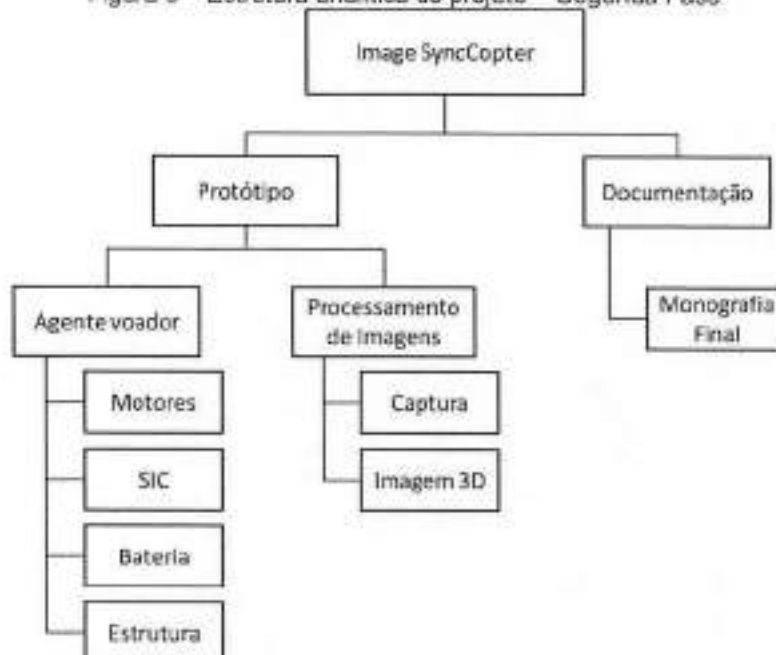 Image SyncCopter
Protótipo
Documentação
Agente voador
Processamento
de Imagens
Monografia
Final
Motores
Captura
SIC
Imagem 3D
Bateria
Estrutura